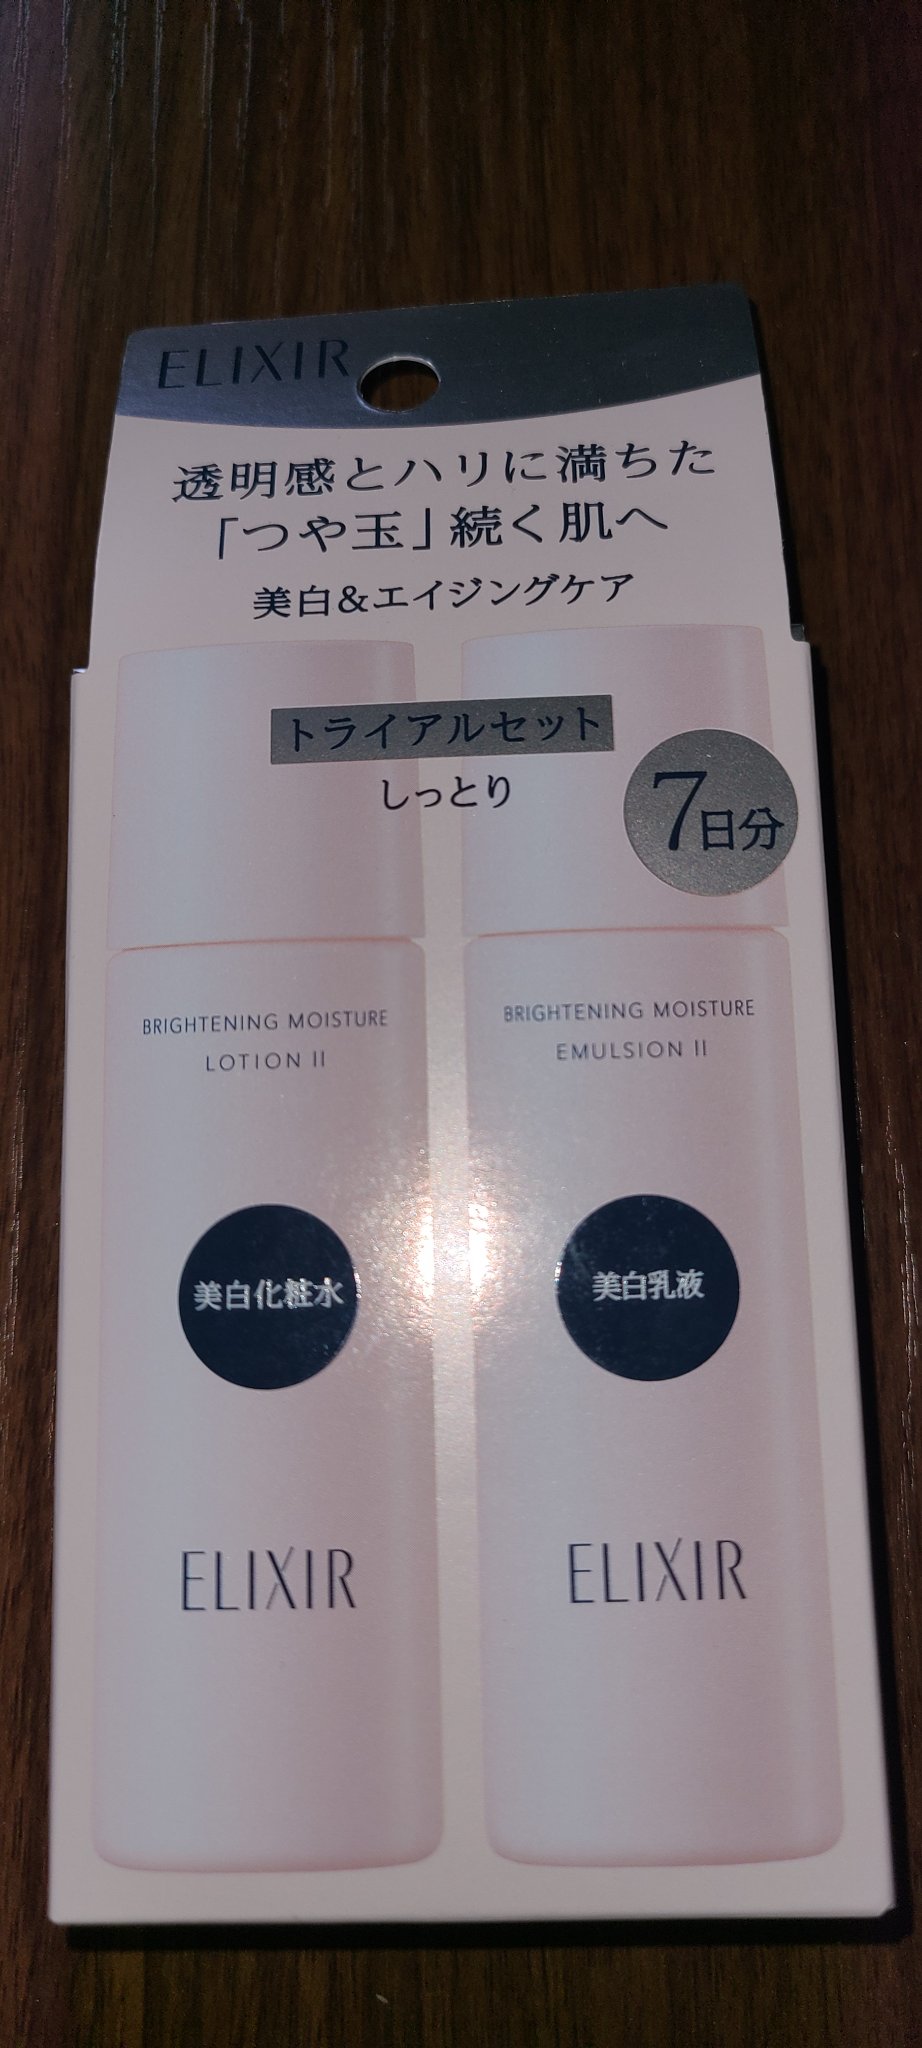 ELIXIR
透明感とハリに満ちた
「つや玉」続く肌へ
美白&エイジングケア
トライアルセット
しっとり
7日分
BRIGHTENING MOISTURE
LOTION II
美白化粧水
ELIXIR
BRIGHTENING MOISTURE
EMULSION II
美白乳液
ELIXIR